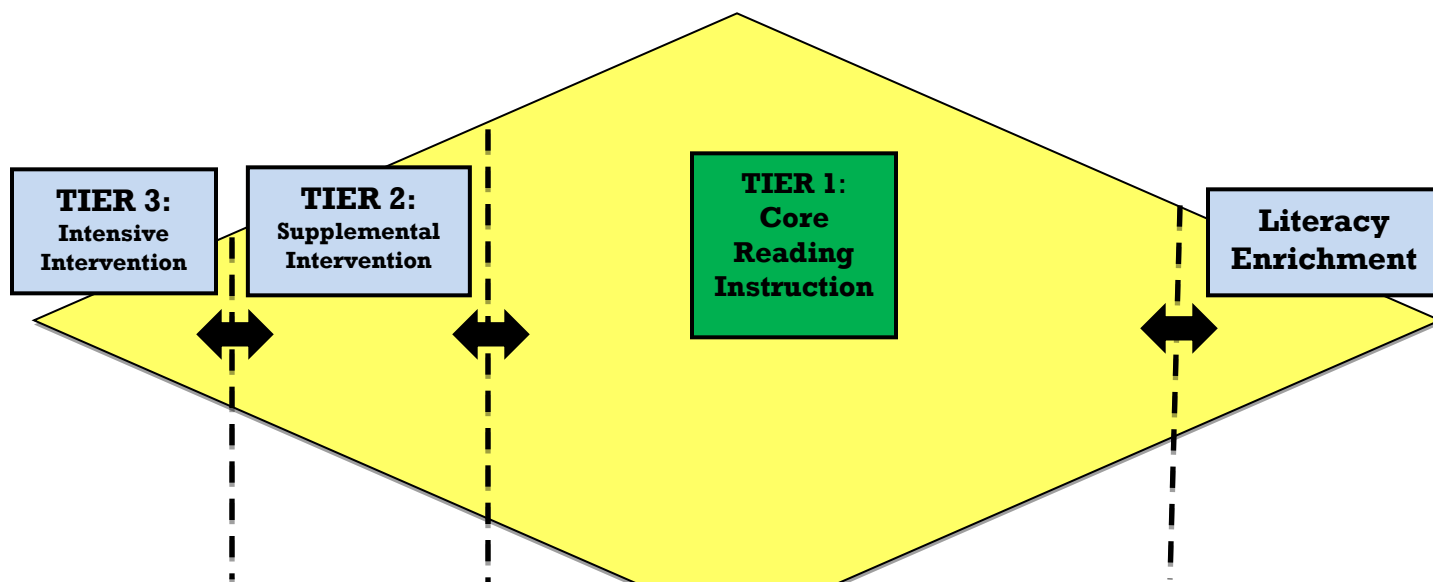 TIER 3:
Intensive
Intervention
TIER 2:
Supplemental
Intervention
TIER 1:
Core
Reading
Instruction
Literacy
Enrichment